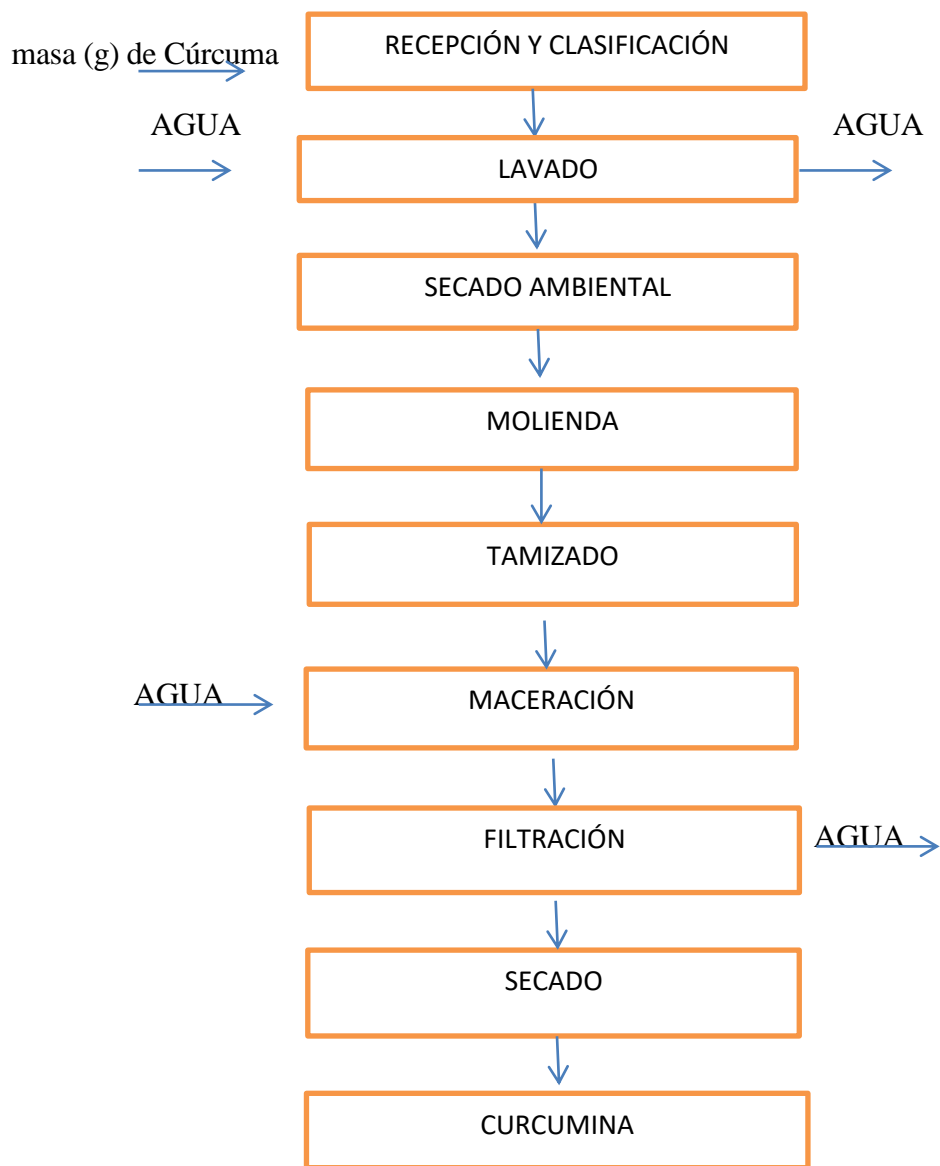 RECEPCIÓN Y CLASIFICACIÓN
masa (g) de Cúrcuma
AGUA
AGUA
LAVADO
SECADO AMBIENTAL
MOLIENDA
TAMIZADO
AGUA
MACERACIÓN
FILTRACIÓN
AGUA
SECADO
CURCUMINA